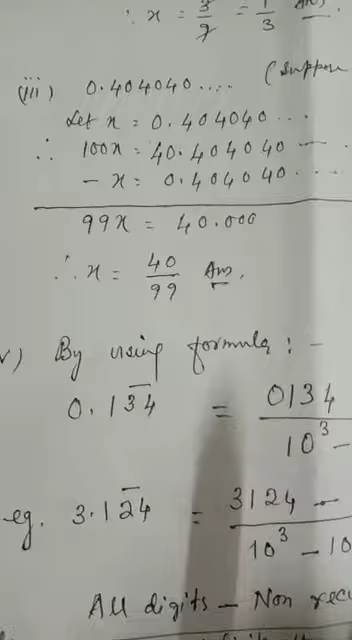 ∴ x = 3/9 = 1/3 Ans.
(iii) 0.404040.... (Suppose
Let x = 0.404040...
∴ 100x = 40.404040 ...
- x = 0.404040....
99x = 40.000
∴ x = 40/99 Ans.
v) By using formula : -
0.13̅4̅ = 0134 / 10³ -
eg. 3.12̅4̅ = 3124 - / 10³ - 10
All digits - Non recu